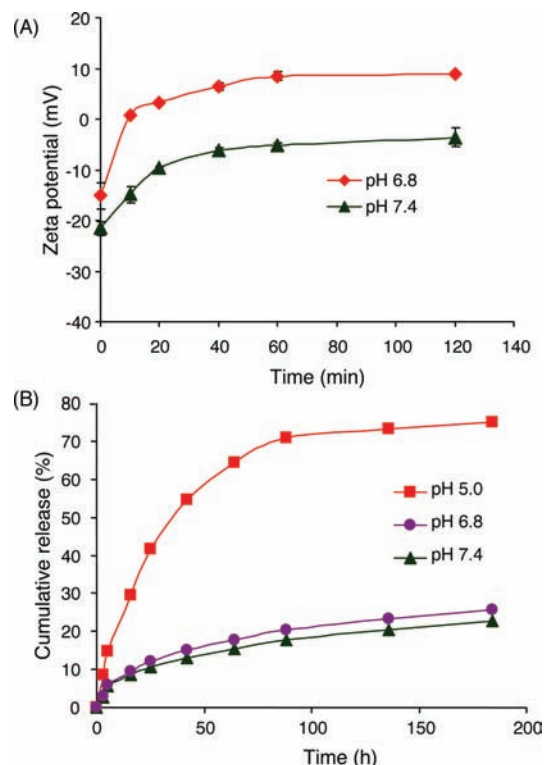 (A)
Zeta potential (mV)
20
10
0
-10
-20
-30
-40
pH 6.8
pH 7.4
0 20 40 60 80 100 120 140
Time (min)
(B)
Cumulative release (%)
80
70
60
50
40
30
20
10
0
pH 5.0
pH 6.8
pH 7.4
0 50 100 150 200
Time (h)